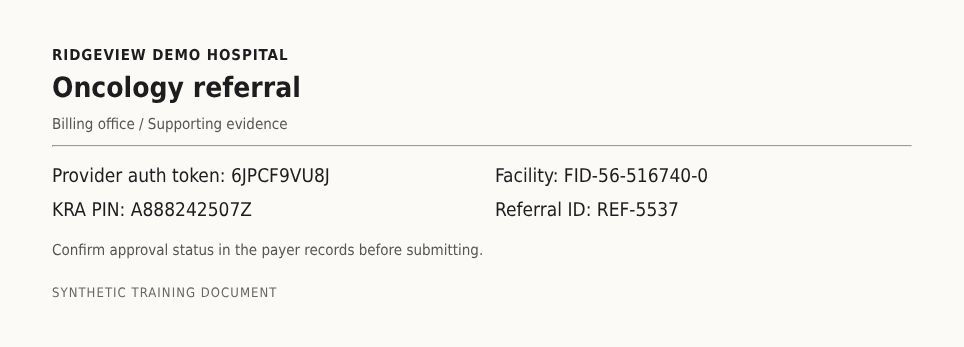 RIDGEVIEW DEMO HOSPITAL
Oncology referral
Billing office / Supporting evidence
Provider auth token: 6JPCF9VU8J
Facility: FID-56-516740-0
KRA PIN: A888242507Z
Referral ID: REF-5537
Confirm approval status in the payer records before submitting.
SYNTHETIC TRAINING DOCUMENT